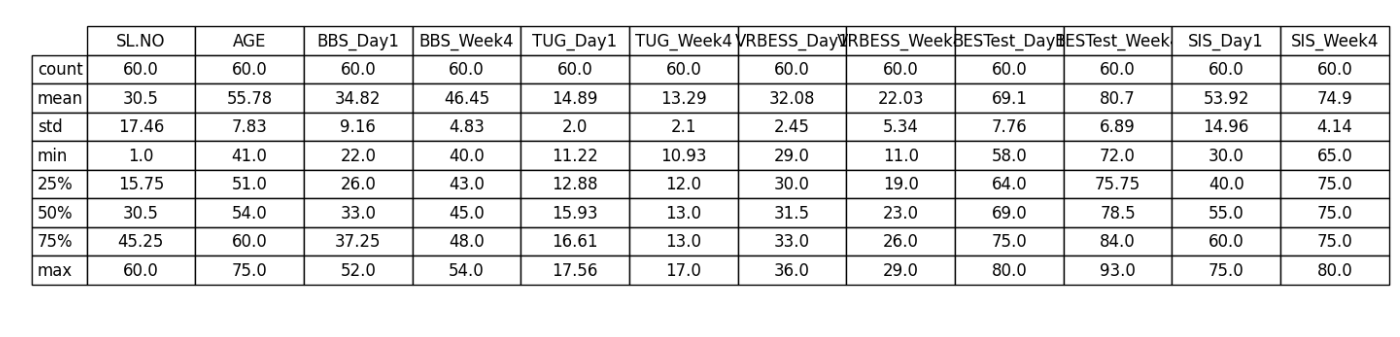 SL.NO AGE BBS_Day1 BBS_Week4 TUG_Day1 TUG_Week4 VRBESS_Day1 VRBESS_Week4 BESTest_Day1 BESTest_Week4 SIS_Day1 SIS_Week4
count 60.0 60.0 60.0 60.0 60.0 60.0 60.0 60.0 60.0 60.0 60.0 60.0
mean 30.5 55.78 34.82 46.45 14.89 13.29 32.08 22.03 69.1 80.7 53.92 74.9
std 17.46 7.83 9.16 4.83 2.0 2.1 2.45 5.34 7.76 6.89 14.96 4.14
min 1.0 41.0 22.0 40.0 11.22 10.93 29.0 11.0 58.0 72.0 30.0 65.0
25% 15.75 51.0 26.0 43.0 12.88 12.0 30.0 19.0 64.0 75.75 40.0 75.0
50% 30.5 54.0 33.0 45.0 15.93 13.0 31.5 23.0 69.0 78.5 55.0 75.0
75% 45.25 60.0 37.25 48.0 16.61 13.0 33.0 26.0 75.0 84.0 60.0 75.0
max 60.0 75.0 52.0 54.0 17.56 17.0 36.0 29.0 80.0 93.0 75.0 80.0